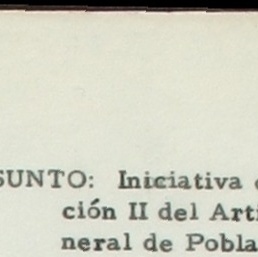 SUNTO: Iniciativa
ción II del Arti
neral de Pobla